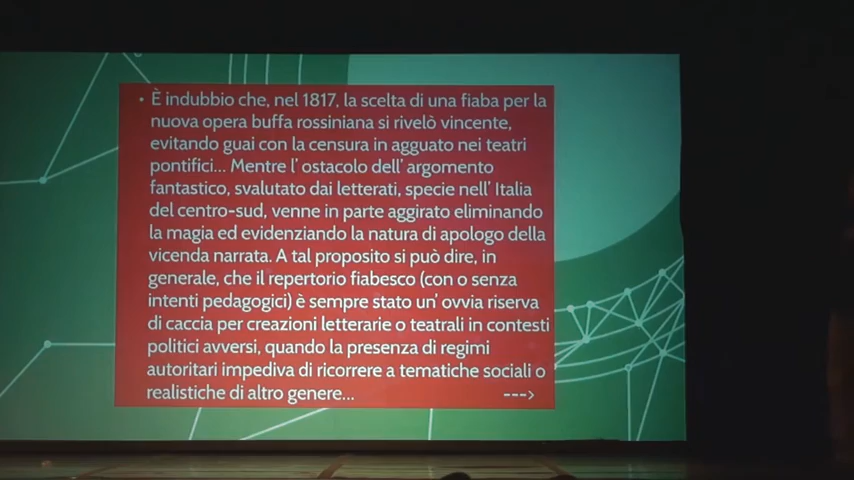 • È indubbio che, nel 1817, la scelta di una fiaba per la
nuova opera buffa rossiniana si rivelò vincente,
evitando guai con la censura in agguato nei teatri
pontifici... Mentre l' ostacolo dell' argomento
fantastico, svalutato dai letterati, specie nell' Italia
del centro-sud, venne in parte aggirato eliminando
la magia ed evidenziando la natura di apologo della
vicenda narrata. A tal proposito si può dire, in
generale, che il repertorio fiabesco (con o senza
intenti pedagogici) è sempre stato un' ovvia riserva
di caccia per creazioni letterarie o teatrali in contesti
politici avversi, quando la presenza di regimi
autoritari impediva di ricorrere a tematiche sociali o
realistiche di altro genere... --->